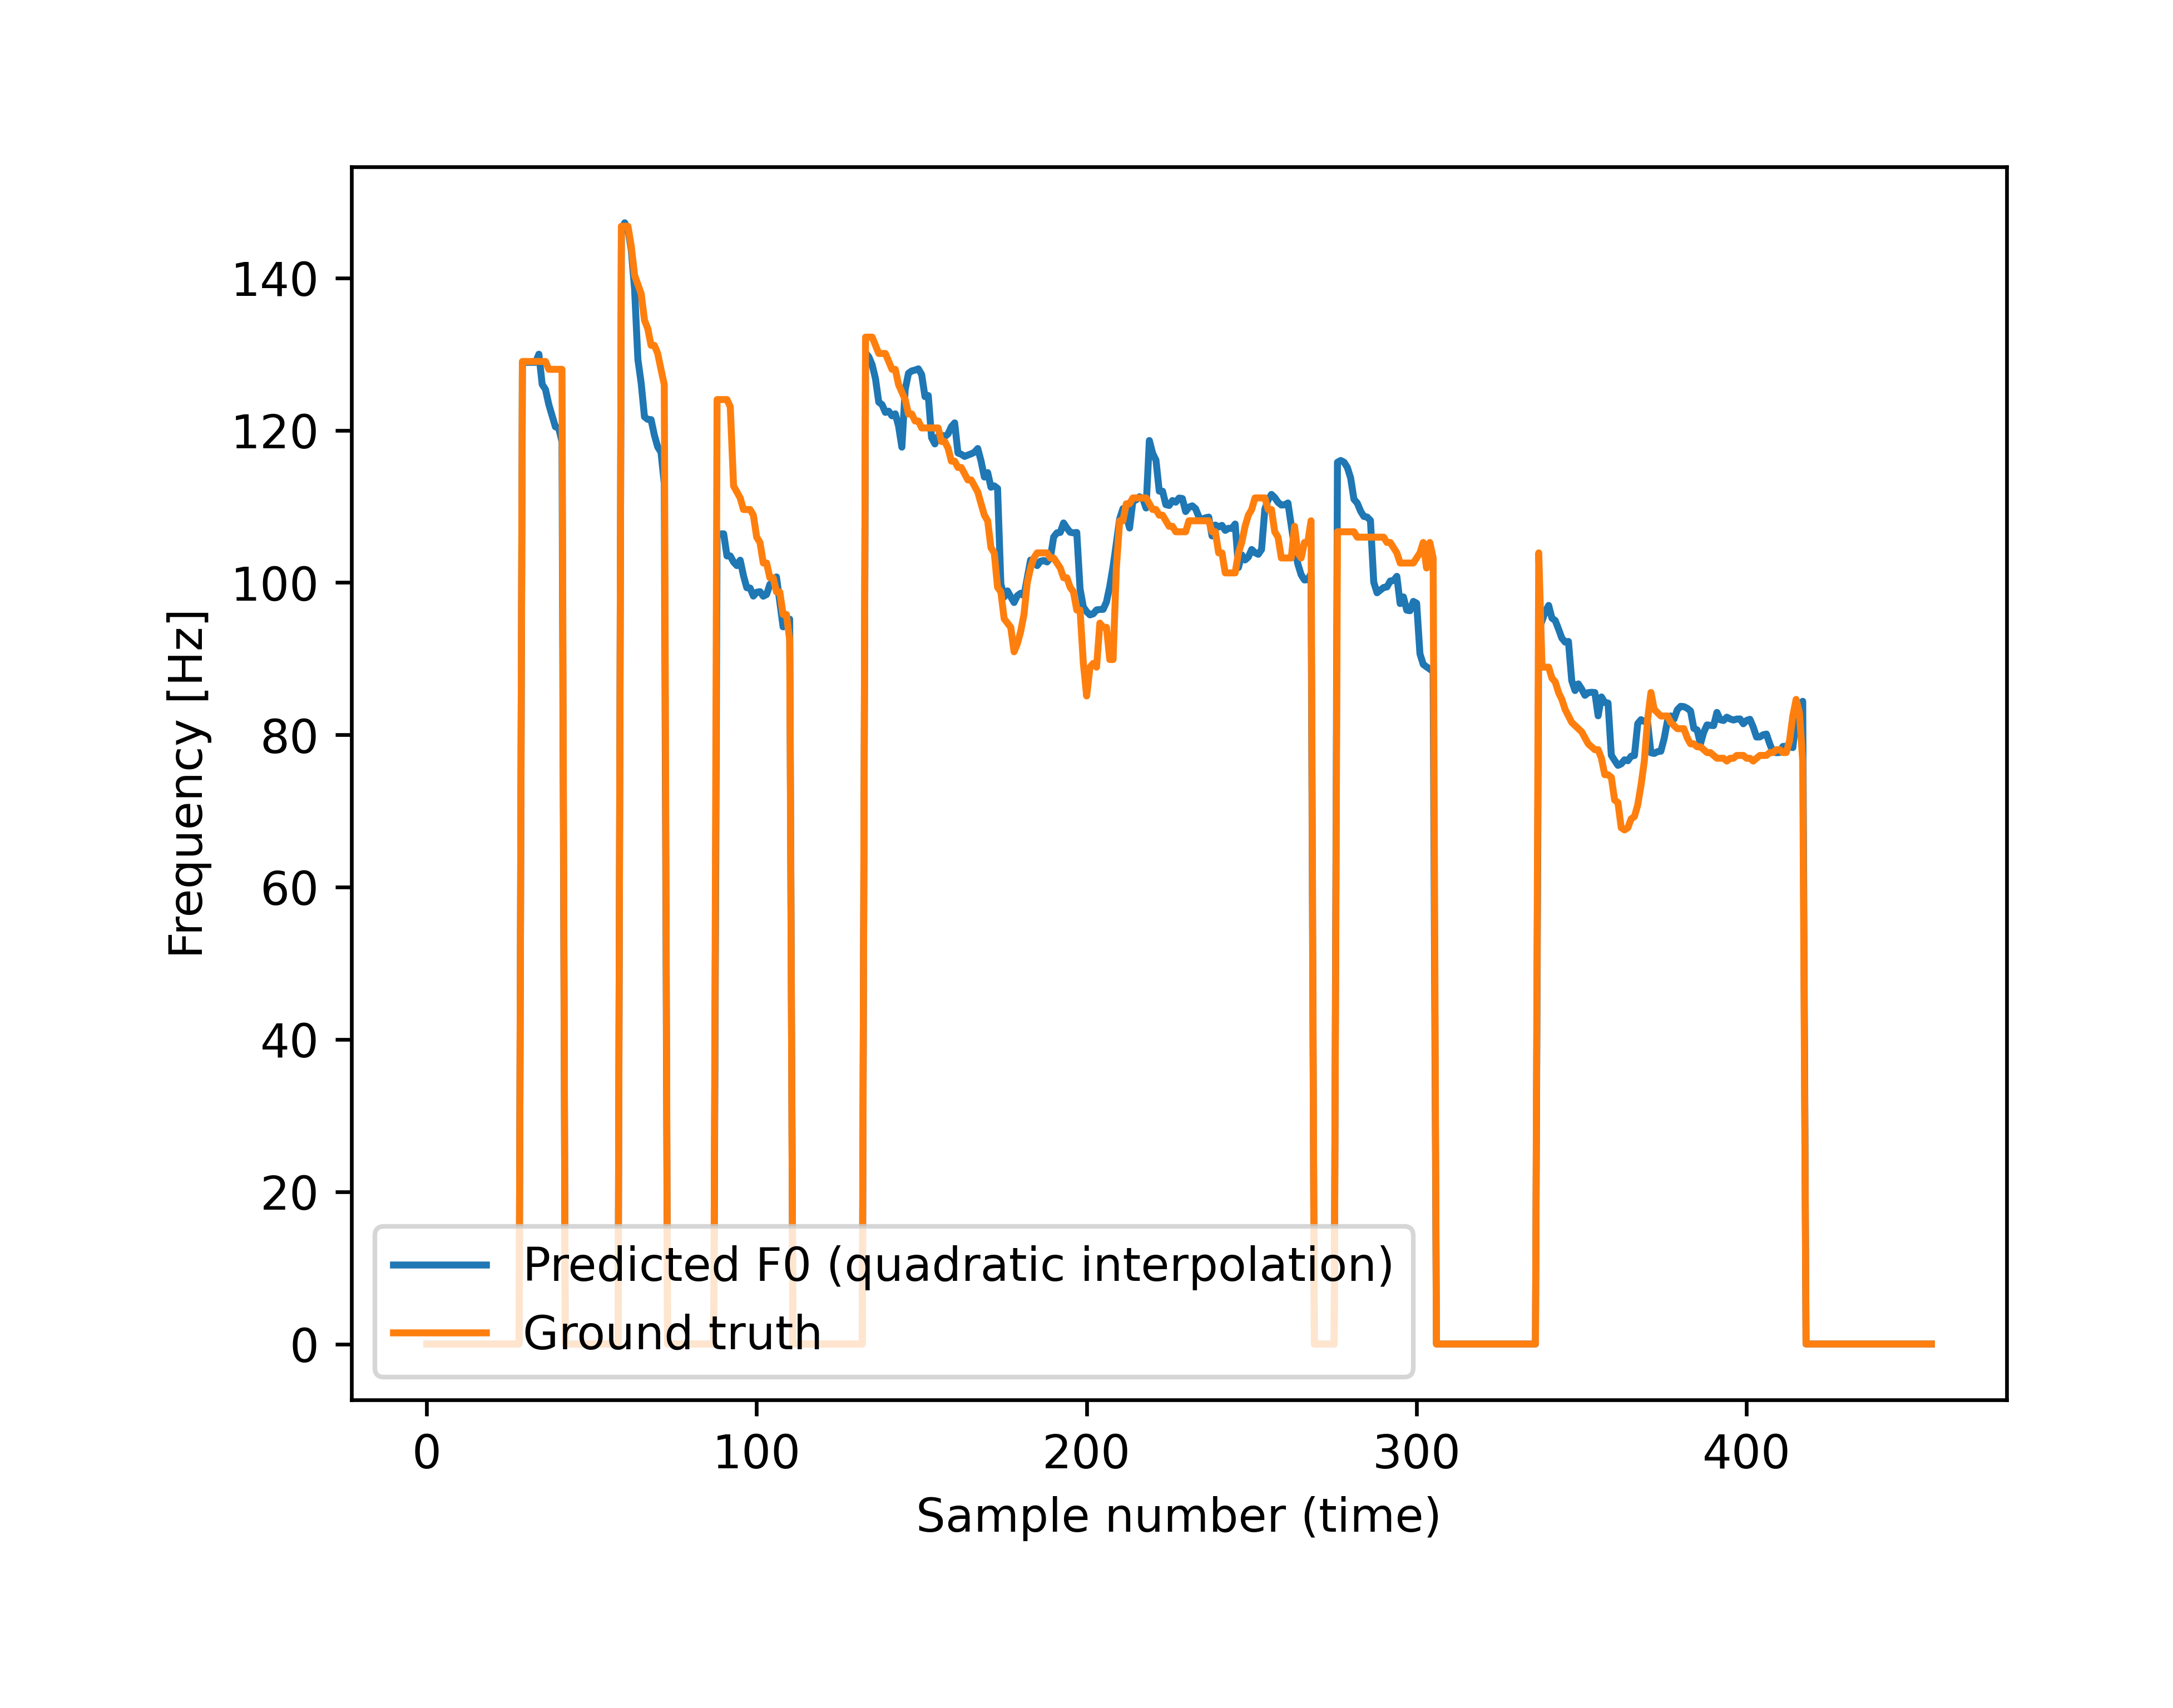 140
120
100
80
60
40
20
0
Frequency [Hz]
Predicted F0 (quadratic interpolation)
Ground truth
0 100 200 300 400
Sample number (time)